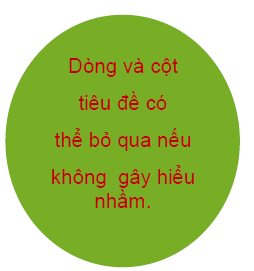 Dòng và cột
tiêu đề có
thể bỏ qua nếu
không  gây hiểu
nhầm.